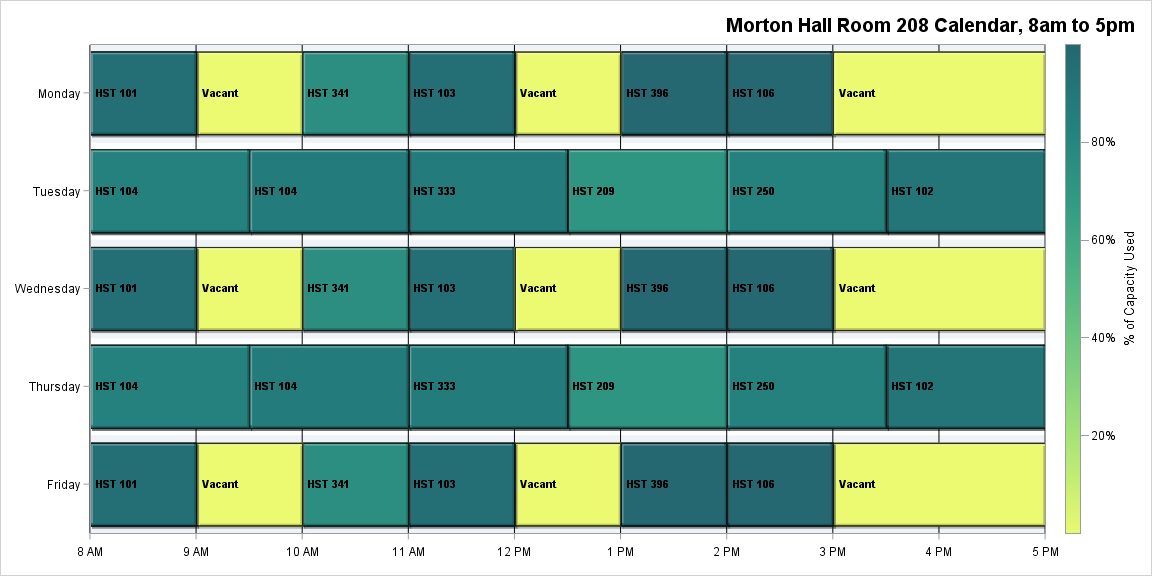 Morton Hall Room 208 Calendar, 8am to 5pm
Monday HST 101 Vacant HST 341 HST 103 Vacant HST 396 HST 106 Vacant
Tuesday HST 104 HST 104 HST 333 HST 209 HST 250 HST 102
Wednesday HST 101 Vacant HST 341 HST 103 Vacant HST 396 HST 106 Vacant
Thursday HST 104 HST 104 HST 333 HST 209 HST 250 HST 102
Friday HST 101 Vacant HST 341 HST 103 Vacant HST 396 HST 106 Vacant
8 AM 9 AM 10 AM 11 AM 12 PM 1 PM 2 PM 3 PM 4 PM 5 PM
80%
60%
40%
20%
% of Capacity Used